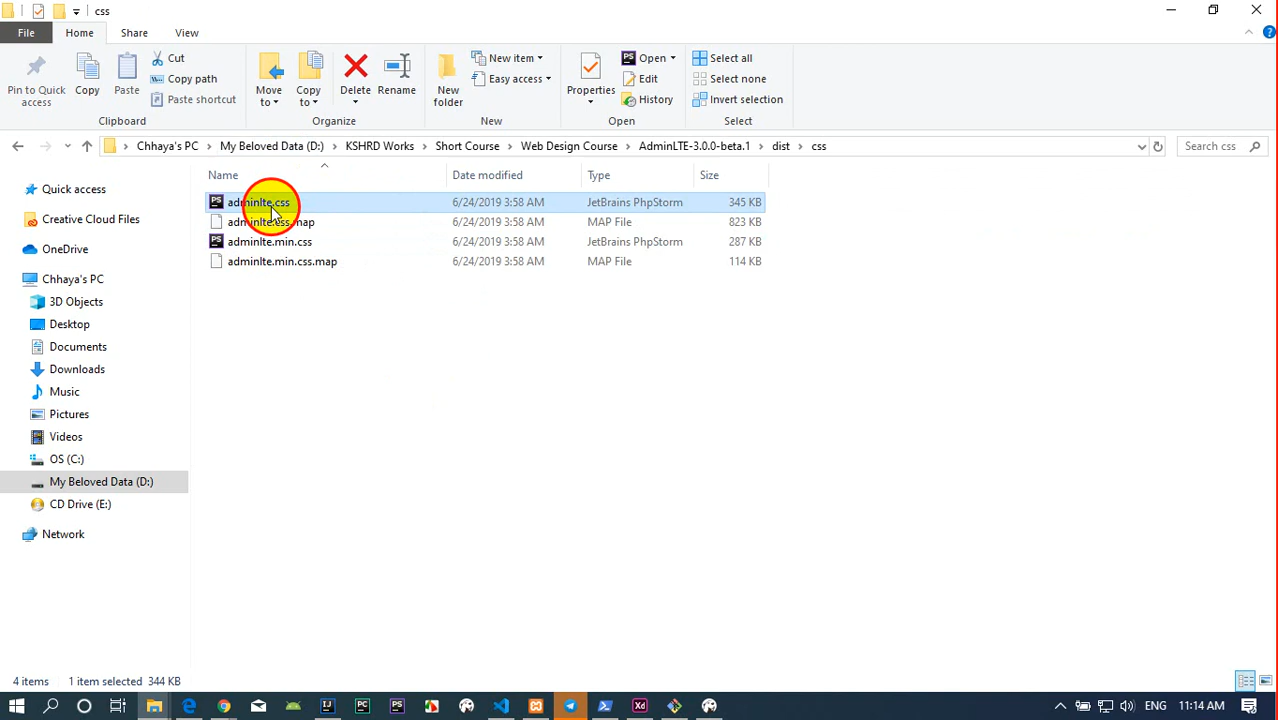 css
File Home Share View
Pin to Quick access
Copy
Paste
Cut
Copy path
Paste shortcut
Clipboard
Move to
Copy to
Delete
Rename
Organize
New folder
New item
Easy access
New
Properties
Open
Edit
History
Open
Select all
Select none
Invert selection
Select
Chhaya's PC My Beloved Data (D:) KSHRD Works Short Course Web Design Course AdminLTE-3.0.0-beta.1 dist css
Search css
Name Date modified Type Size
adminlte.css 6/24/2019 3:58 AM JetBrains PhpStorm 345 KB
adminlte.css.map 6/24/2019 3:58 AM MAP File 823 KB
adminlte.min.css 6/24/2019 3:58 AM JetBrains PhpStorm 287 KB
adminlte.min.css.map 6/24/2019 3:58 AM MAP File 114 KB
Quick access
Creative Cloud Files
OneDrive
Chhaya's PC
3D Objects
Desktop
Documents
Downloads
Music
Pictures
Videos
OS (C:)
My Beloved Data (D:)
CD Drive (E:)
Network
4 items 1 item selected 344 KB
ENG 11:14 AM